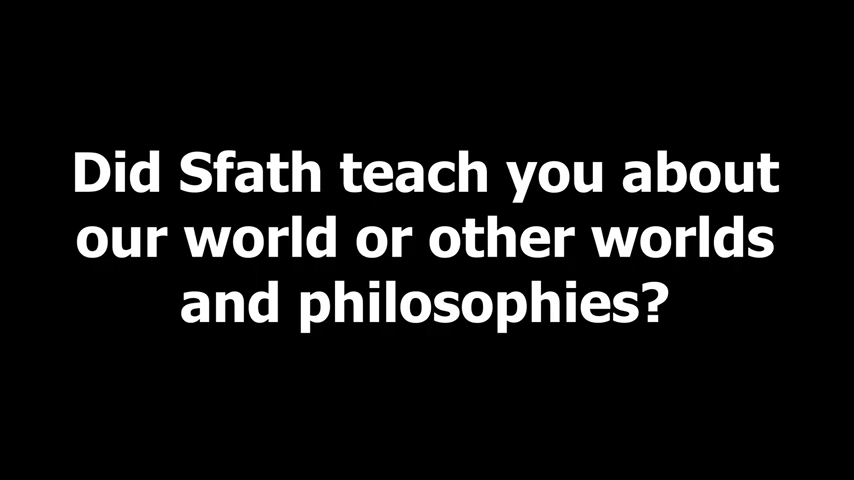 Did Sfath teach you about
our world or other worlds
and philosophies?